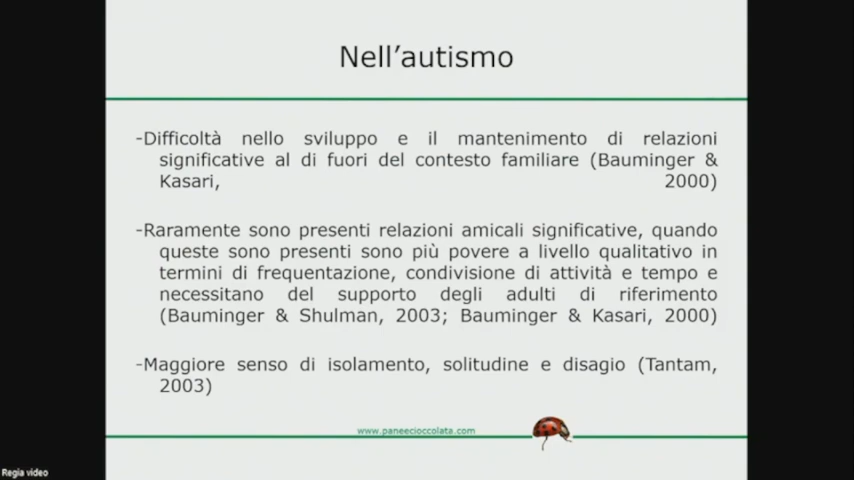 Nell'autismo
-Difficoltà nello sviluppo e il mantenimento di relazioni
significative al di fuori del contesto familiare (Bauminger &
Kasari, 2000)
-Raramente sono presenti relazioni amicali significative, quando
queste sono presenti sono più povere a livello qualitativo in
termini di frequentazione, condivisione di attività e tempo e
necessitano del supporto degli adulti di riferimento
(Bauminger & Shulman, 2003; Bauminger & Kasari, 2000)
-Maggiore senso di isolamento, solitudine e disagio (Tantam,
2003)
www.paneecioccolata.com
Regia video